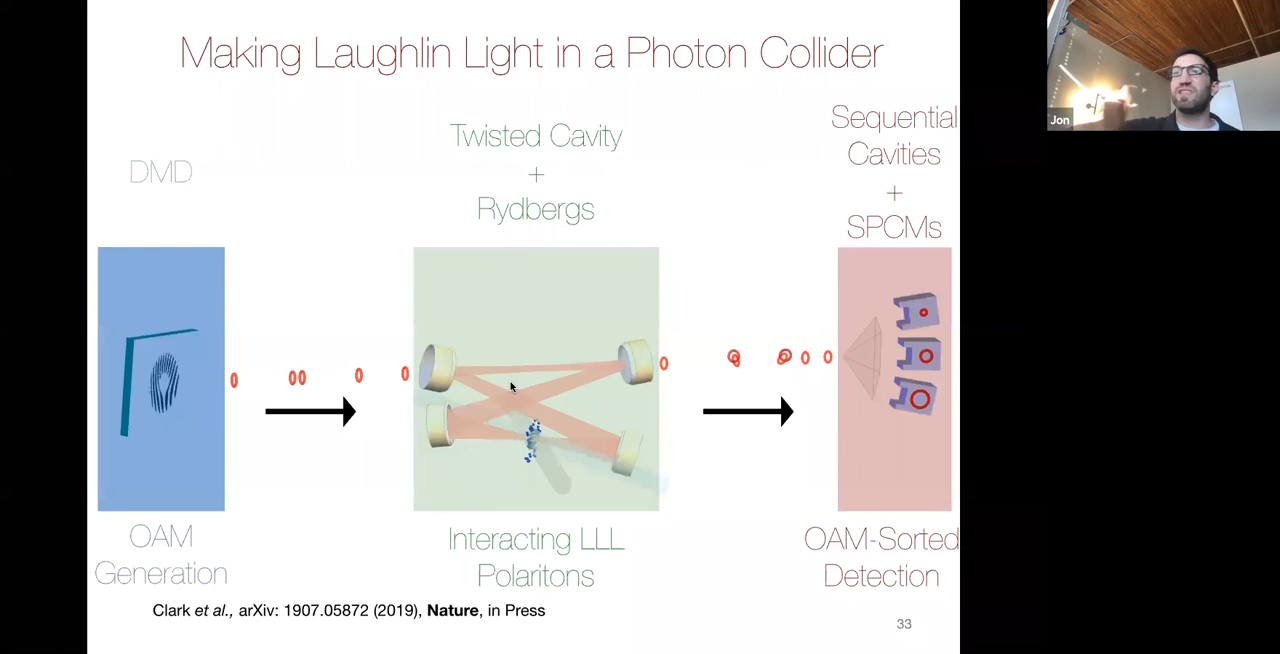 Making Laughlin Light in a Photon Collider
DMD
Twisted Cavity
+
Rydbergs
Sequential
Cavities
+
SPCMs
OAM
Generation
Interacting LLL
Polaritons
OAM-Sorted
Detection
Clark et al., arXiv: 1907.05872 (2019), Nature, in Press
33
Jon